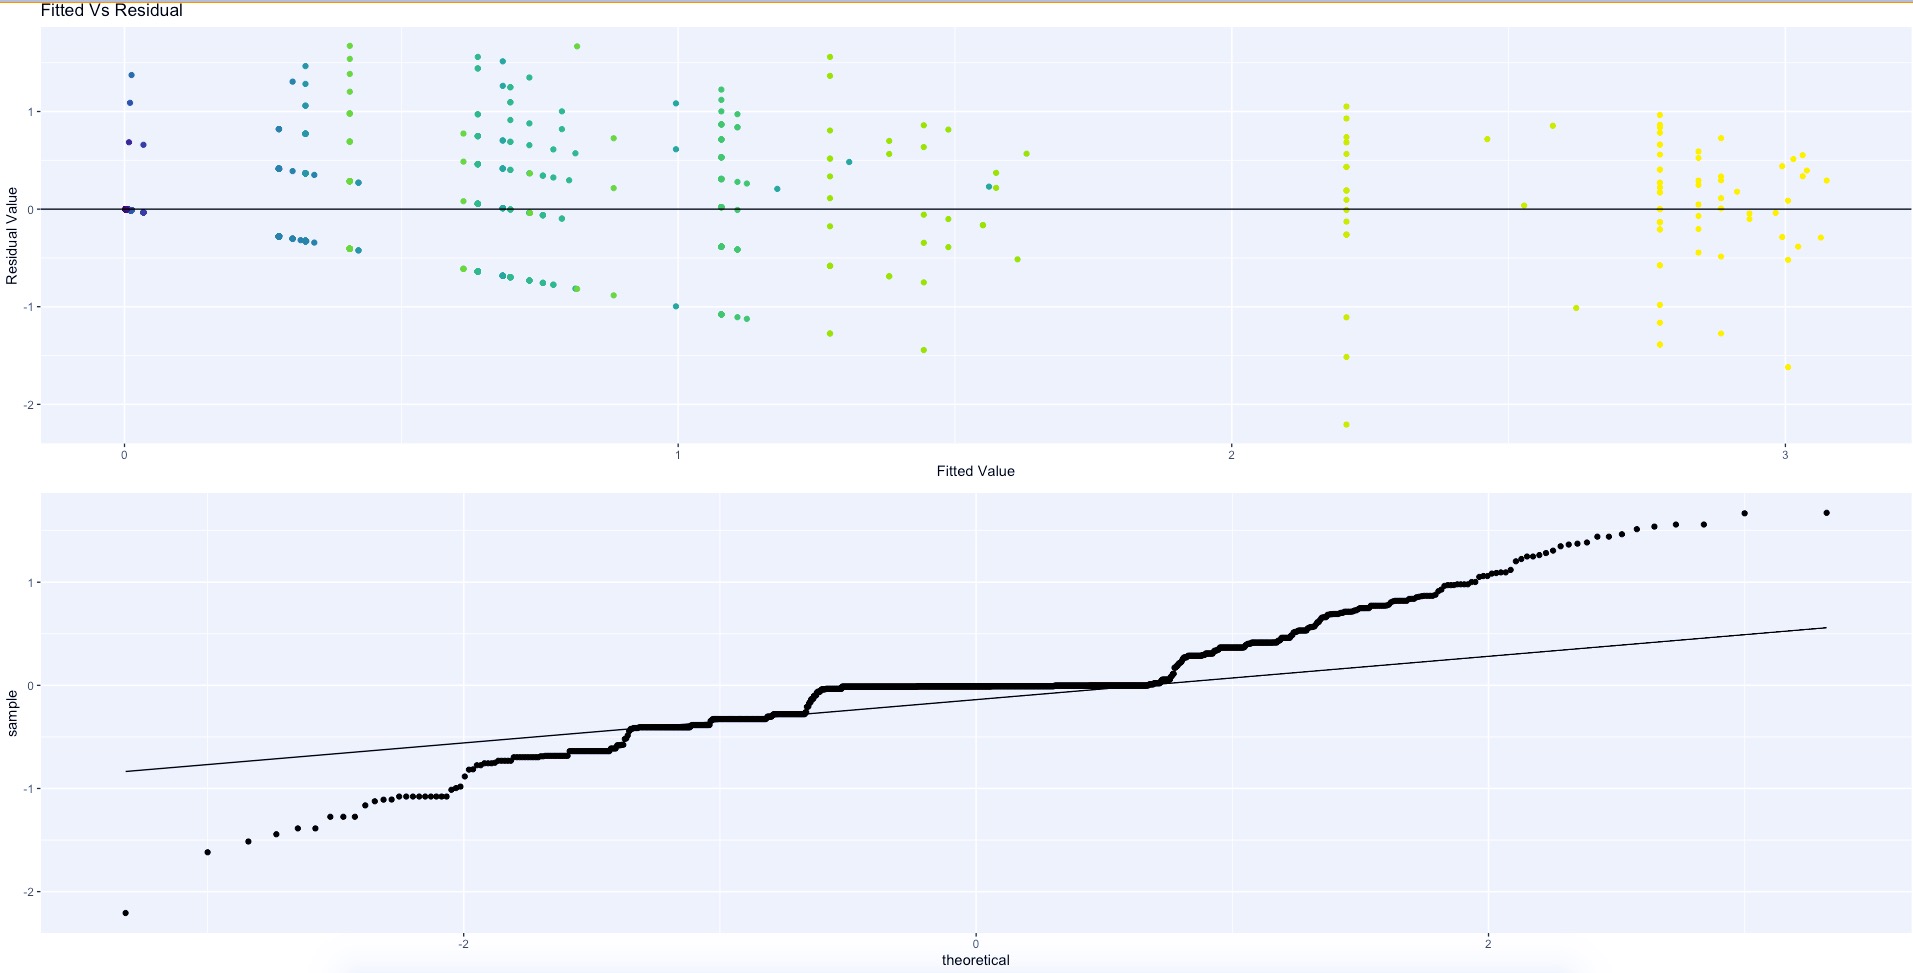 Fitted Vs Residual
Residual Value
1
0
-1
-2
0 1 2 3
Fitted Value
sample
1
0
-1
-2
-2 0 2
theoretical